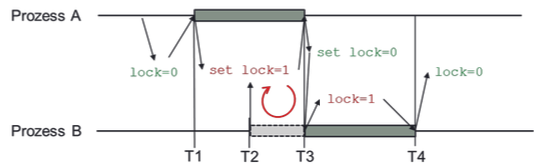 Prozess A
lock=0
set lock=1
set lock=0
lock=0
lock=1
Prozess B
T1
T2
T3
T4